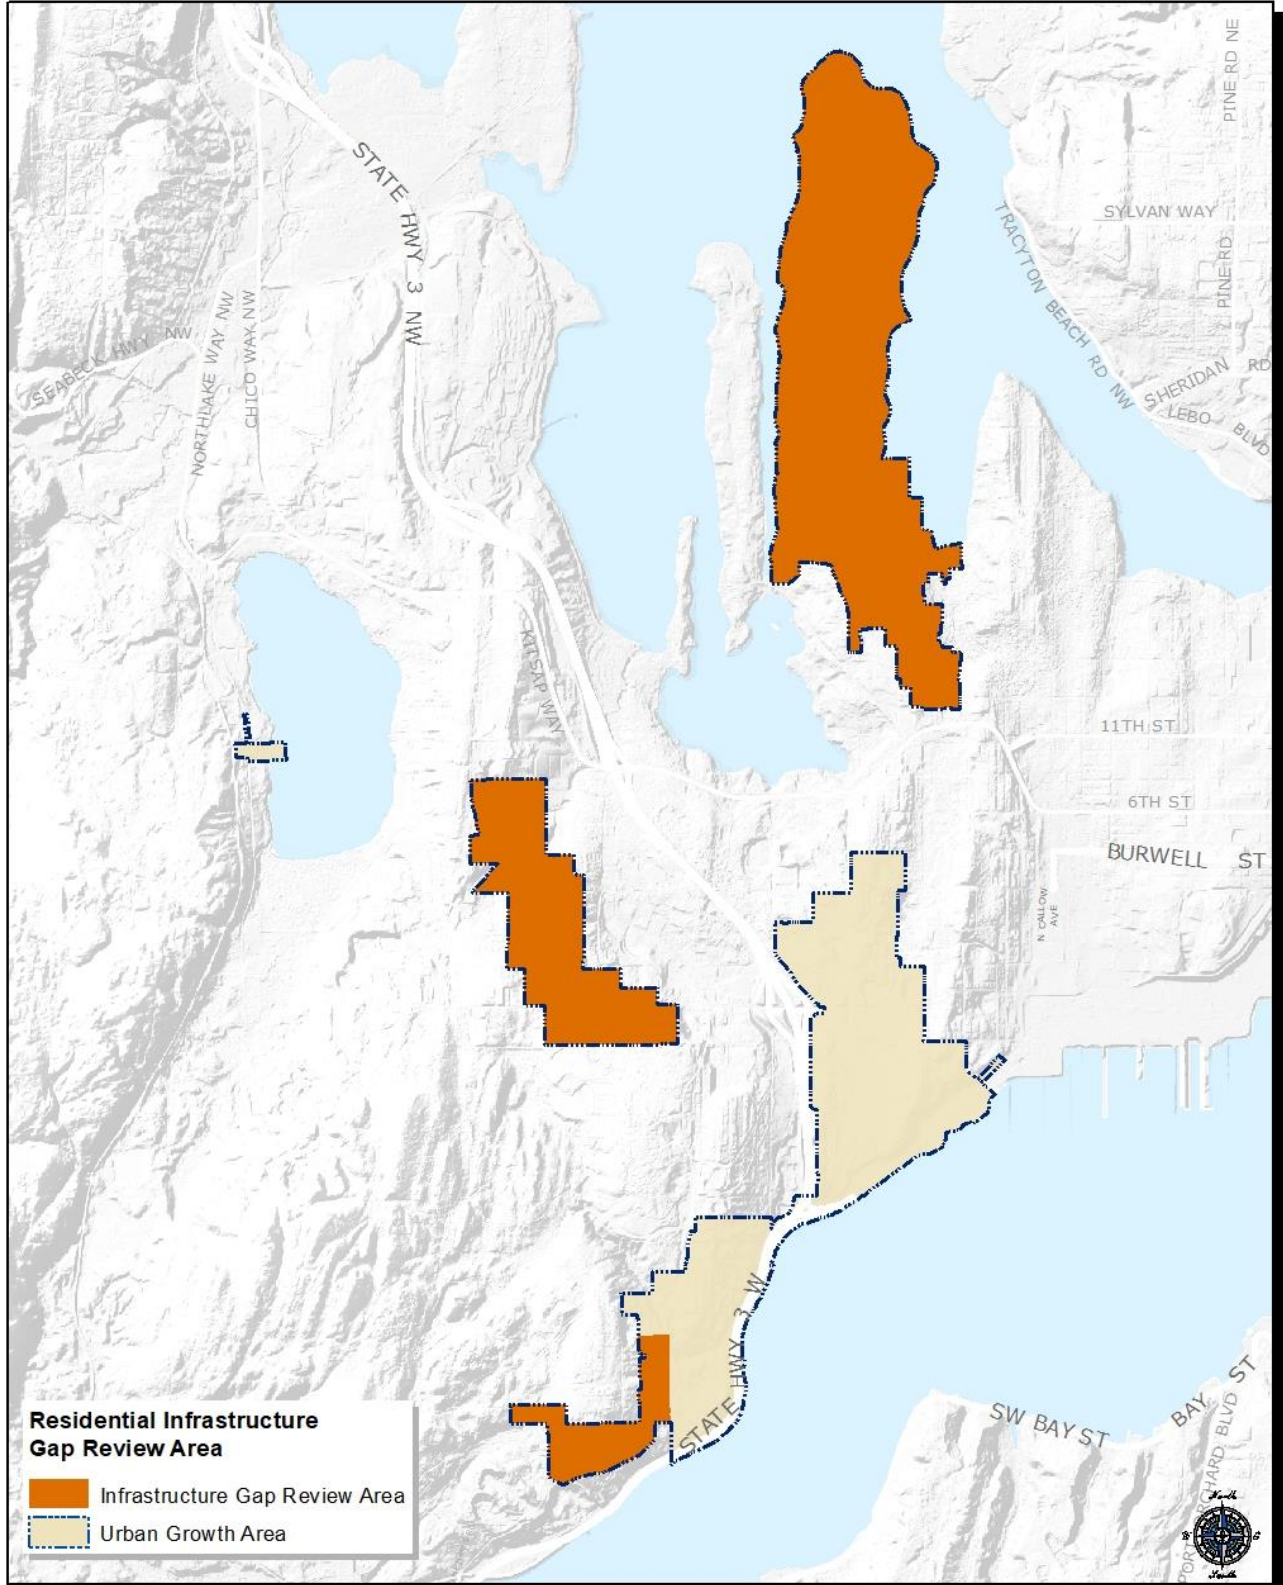 PINE RD NE
STATE HWY 3 NW
SYLVAN WAY
TRACYTON BEACH RD NW
PINE RD
SEABECK HWY NW
NORTHLAKE WAY NW
CHICO WAY NW
SHERIDAN RD
LEBO BLVD
KITSAP WAY
11TH ST
6TH ST
BURWELL ST
N CALLOW
AVE
STATE HWY 3 W
SW BAY ST
BAY ST
PORT ORCHARD BLVD
Residential Infrastructure
Gap Review Area
Infrastructure Gap Review Area
Urban Growth Area
North
South